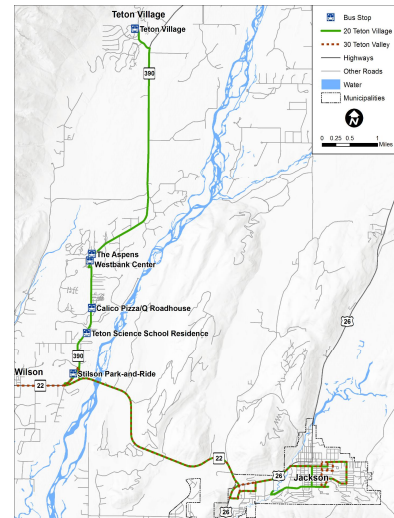 Teton Village
Teton Village
390
Bus Stop
20 Teton Village
30 Teton Valley
Highways
Other Roads
Water
Municipalities
N
0 0.25 0.5 1
Miles
The Aspens
Westbank Center
Calico Pizza/Q Roadhouse
26
Teton Science School Residence
390
Wilson
Stilson Park-and-Ride
22
22
26
Jackson
26